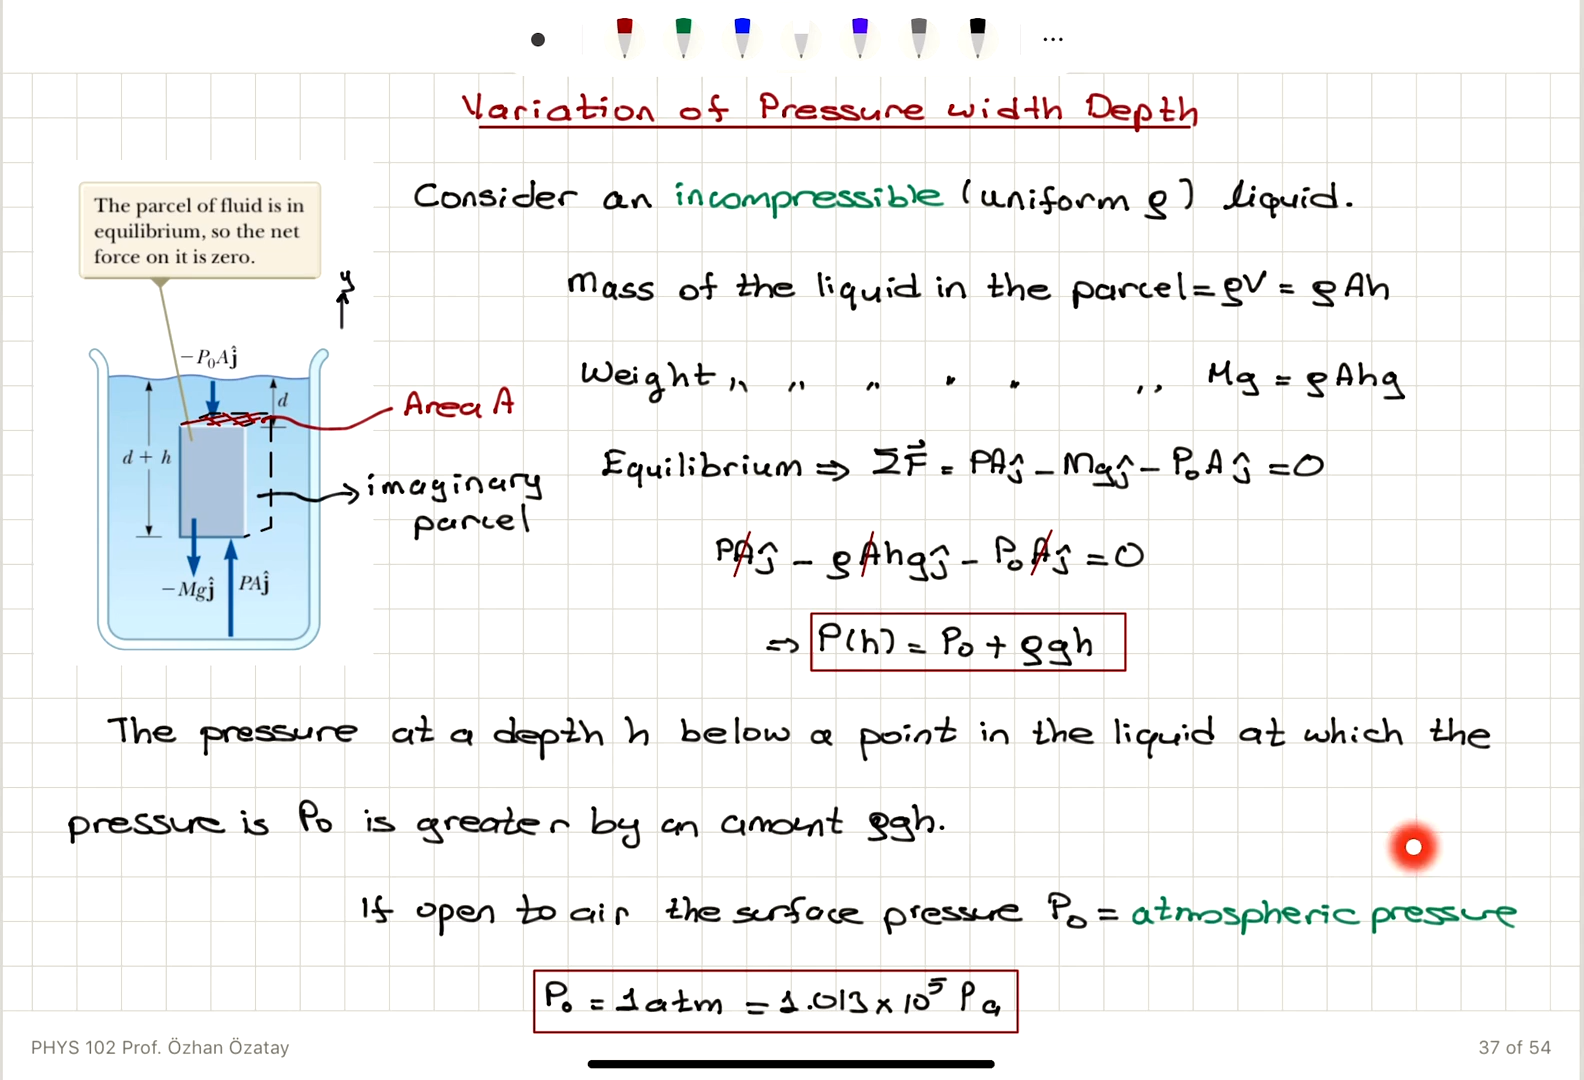 Variation of Pressure width Depth
The parcel of fluid is in
equilibrium, so the net
force on it is zero.
Consider an incompressible (uniform ρ) liquid.
y
mass of the liquid in the parcel = ρV = ρAh
Weight ,, ,, ,, ,, ,, ,, Mg = ρAhg
−P₀Aĵ
d
Area A
d + h
Equilibrium ⇒ ΣF⃗ = PAĵ − Mgĵ − P₀Aĵ = 0
imaginary
parcel
PAĵ − ρAhgĵ − P₀Aĵ = 0
−Mgĵ
PAĵ
⇒ P(h) = P₀ + ρgh
The pressure at a depth h below a point in the liquid at which the
pressure is P₀ is greater by an amount ρgh.
If open to air the surface pressure P₀ = atmospheric pressure
P₀ = 1 atm = 1.013 × 10⁵ Pa
PHYS 102 Prof. Özhan Özatay
37 of 54